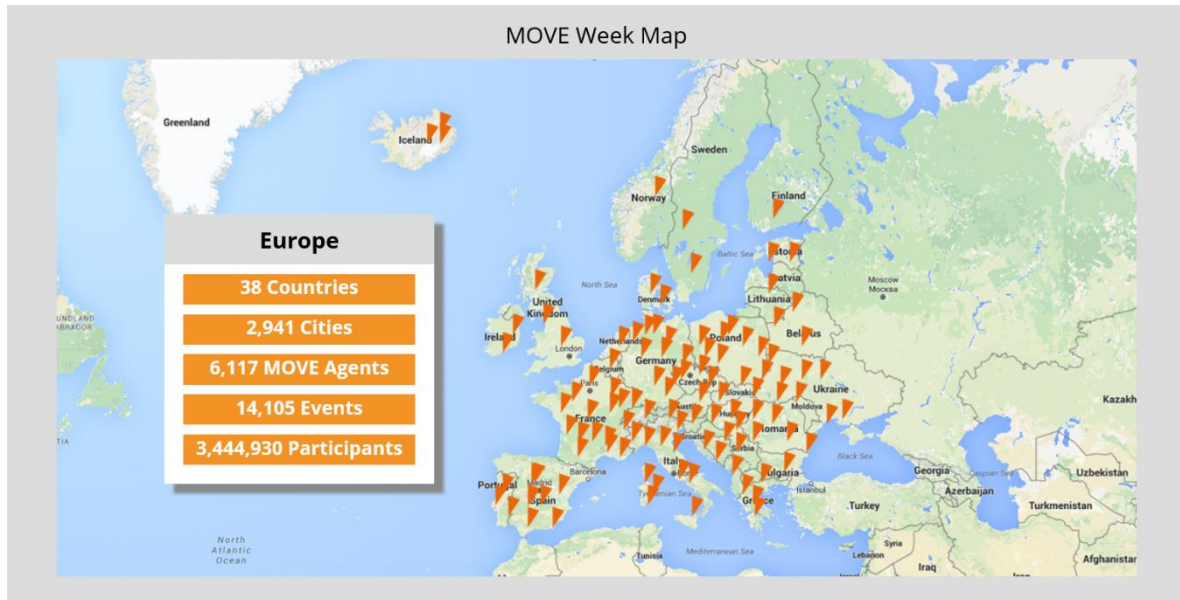 MOVE Week Map
Greenland
Iceland
Sweden
Norway
Finland
Baltic Sea
North Sea
Moscow
Москва
United
Kingdom
Denmark
Lithuania
Ireland
London
Netherlands
Poland
Belarus
Germany
Belgium
Paris
Czech Rep
Slovakia
Ukraine
Moldova
France
Croatia
Serbia
Romania
Italy
Barcelona
Portugal
Madrid
Spain
Tyrrhenian Sea
Greece
Bulgaria
Istanbul
Black Sea
Georgia
Caspian Sea
Azerbaijan
Uzbekistan
Turkmenistan
Turkey
Kazakh
Syria
Lebanon
Iraq
Afghanistan
Tunisia
Mediterranean Sea
North
Atlantic
Ocean
Europe
38 Countries
2,941 Cities
6,117 MOVE Agents
14,105 Events
3,444,930 Participants